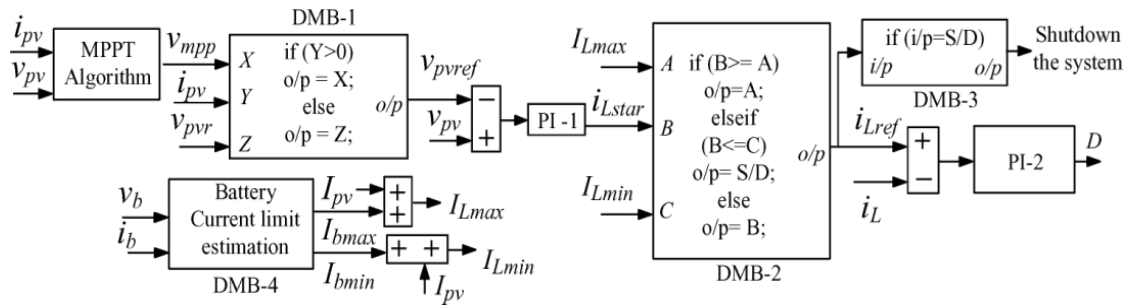 DMB-1
i_pv
v_pv
MPPT
Algorithm
v_mpp
i_pv
v_pvr
X
Y
Z
if (Y>0)
o/p = X;
else
o/p = Z;
o/p
v_pvref
v_pv
−
+
PI -1
i_Lstar
I_Lmax
I_Lmin
A
B
C
if (B>= A)
o/p=A;
elseif
(B<=C)
o/p= S/D;
else
o/p= B;
o/p
DMB-2
if (i/p=S/D)
i/p
o/p
DMB-3
Shutdown
the system
i_Lref
i_L
+
−
PI-2
D
v_b
i_b
Battery
Current limit
estimation
DMB-4
I_pv
I_bmax
I_bmin
+
+
I_Lmax
+ +
I_Lmin
I_pv